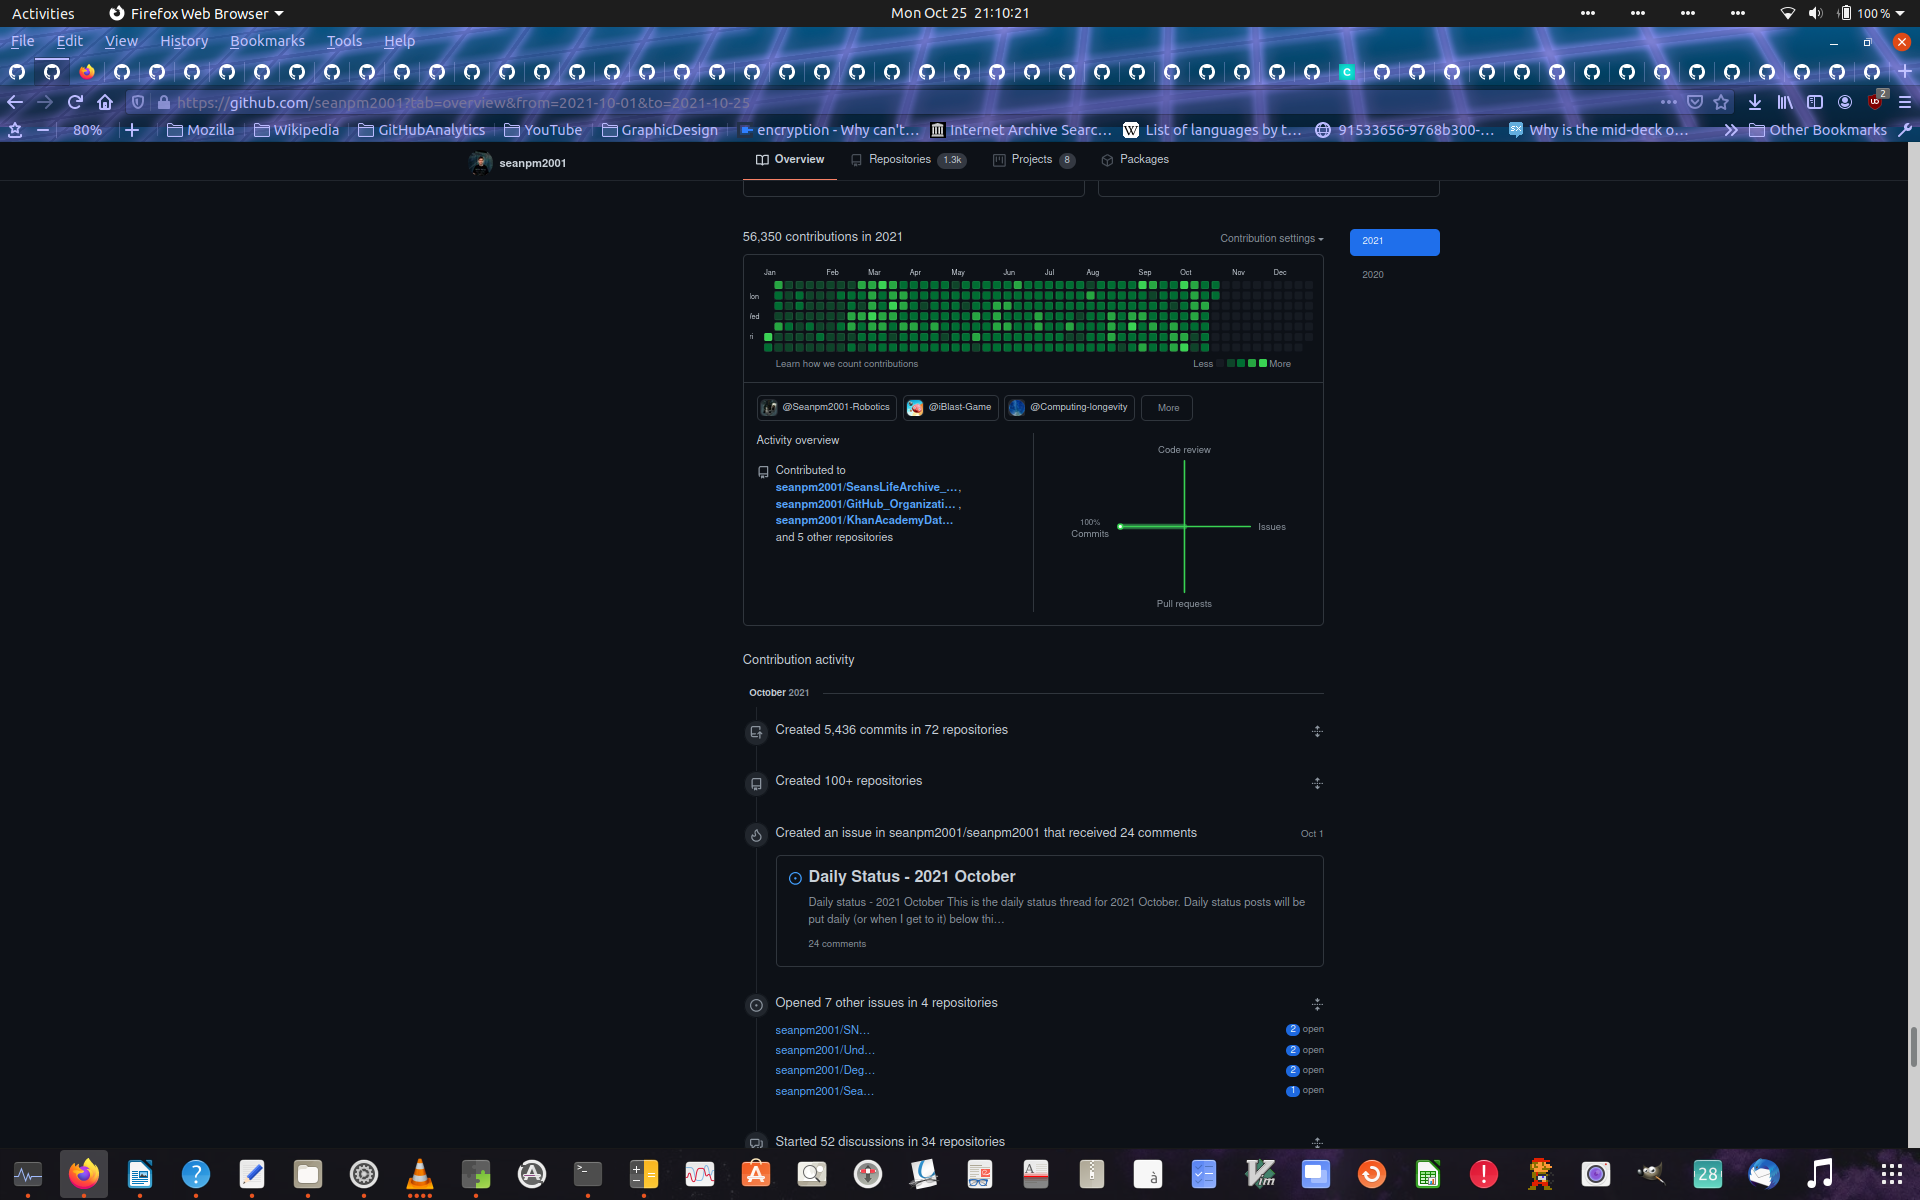 Activities Firefox Web Browser Mon Oct 25 21:10:21 100 %
File Edit View History Bookmarks Tools Help
https://github.com/seanpm2001?tab=overview&from=2021-10-01&to=2021-10-25 2
80% Mozilla Wikipedia GitHubAnalytics YouTube GraphicDesign encryption - Why can't… Internet Archive Searc… List of languages by t… 91533656-9768b300-… Why is the mid-deck o… Other Bookmarks
seanpm2001 Overview Repositories 1.3k Projects 8 Packages
56,350 contributions in 2021 Contribution settings 2021
2020
Jan Feb Mar Apr May Jun Jul Aug Sep Oct Nov Dec
Learn how we count contributions Less More
@Seanpm2001-Robotics @iBlast-Game @Computing-longevity More
Activity overview
Contributed to
seanpm2001/SeansLifeArchive_…,
seanpm2001/GitHub_Organizati… ,
seanpm2001/KhanAcademyDat…
and 5 other repositories
Code review
100%
Commits Issues
Pull requests
Contribution activity
October 2021
Created 5,436 commits in 72 repositories
Created 100+ repositories
Created an issue in seanpm2001/seanpm2001 that received 24 comments Oct 1
Daily Status - 2021 October
Daily status - 2021 October This is the daily status thread for 2021 October. Daily status posts will be
put daily (or when I get to it) below thi…
24 comments
Opened 7 other issues in 4 repositories
seanpm2001/SN… 2 open
seanpm2001/Und… 2 open
seanpm2001/Deg… 2 open
seanpm2001/Sea… 1 open
Started 52 discussions in 34 repositories
28